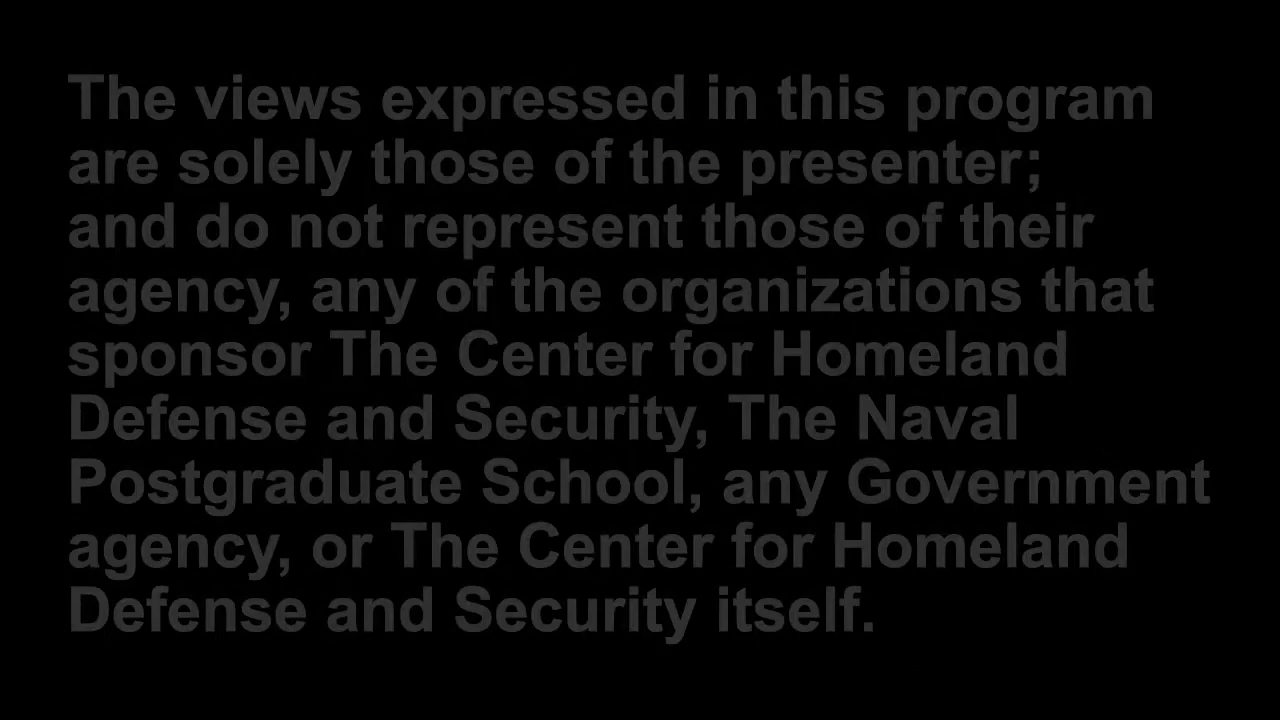 The views expressed in this program
are solely those of the presenter;
and do not represent those of their
agency, any of the organizations that
sponsor The Center for Homeland
Defense and Security, The Naval
Postgraduate School, any Government
agency, or The Center for Homeland
Defense and Security itself.